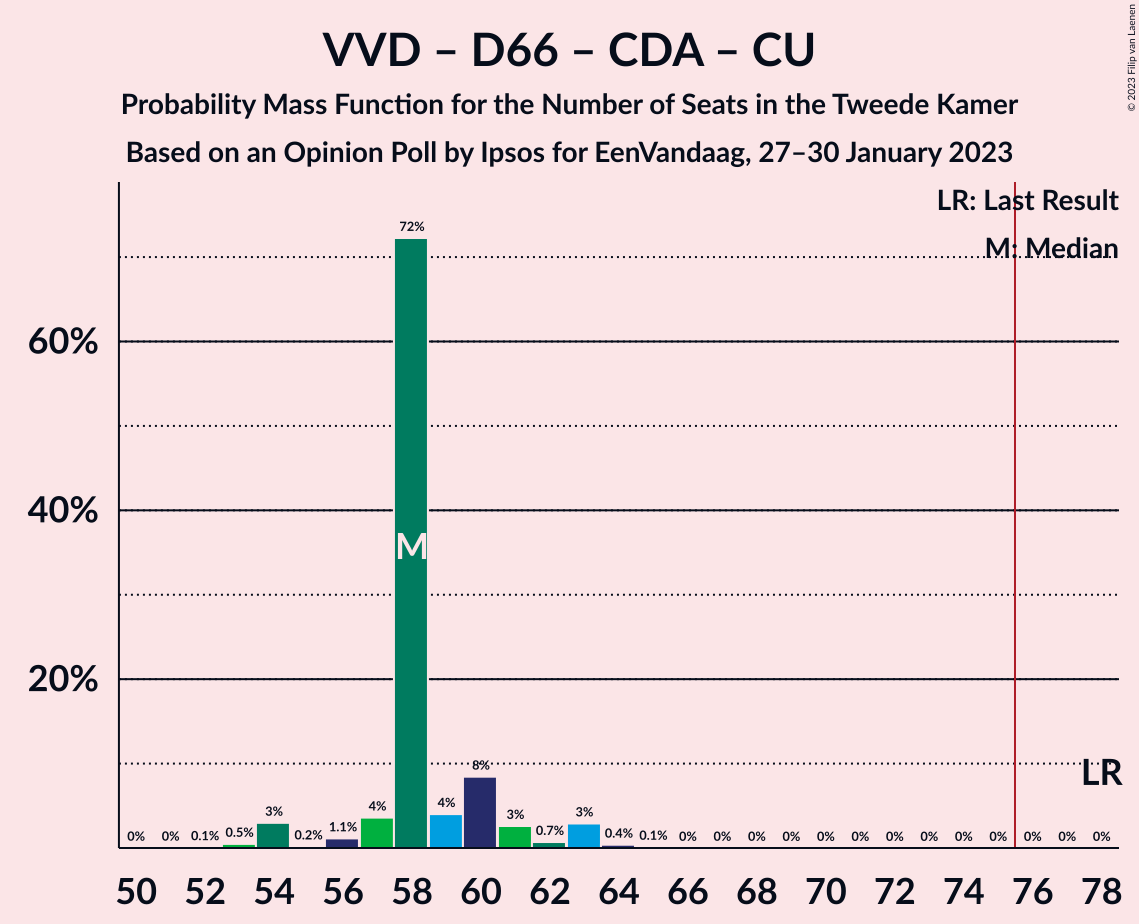 VVD – D66 – CDA – CU
Probability Mass Function for the Number of Seats in the Tweede Kamer
Based on an Opinion Poll by Ipsos for EenVandaag, 27–30 January 2023
© 2023 Filip van Laenen
LR: Last Result
M: Median
60%
40%
20%
0% 0% 0.1% 0.5% 3% 0.2% 1.1% 4% 72% 4% 8% 3% 0.7% 3% 0.4% 0.1% 0% 0% 0% 0% 0% 0% 0% 0% 0% 0% 0% 0% 0%
M
LR
50 52 54 56 58 60 62 64 66 68 70 72 74 76 78